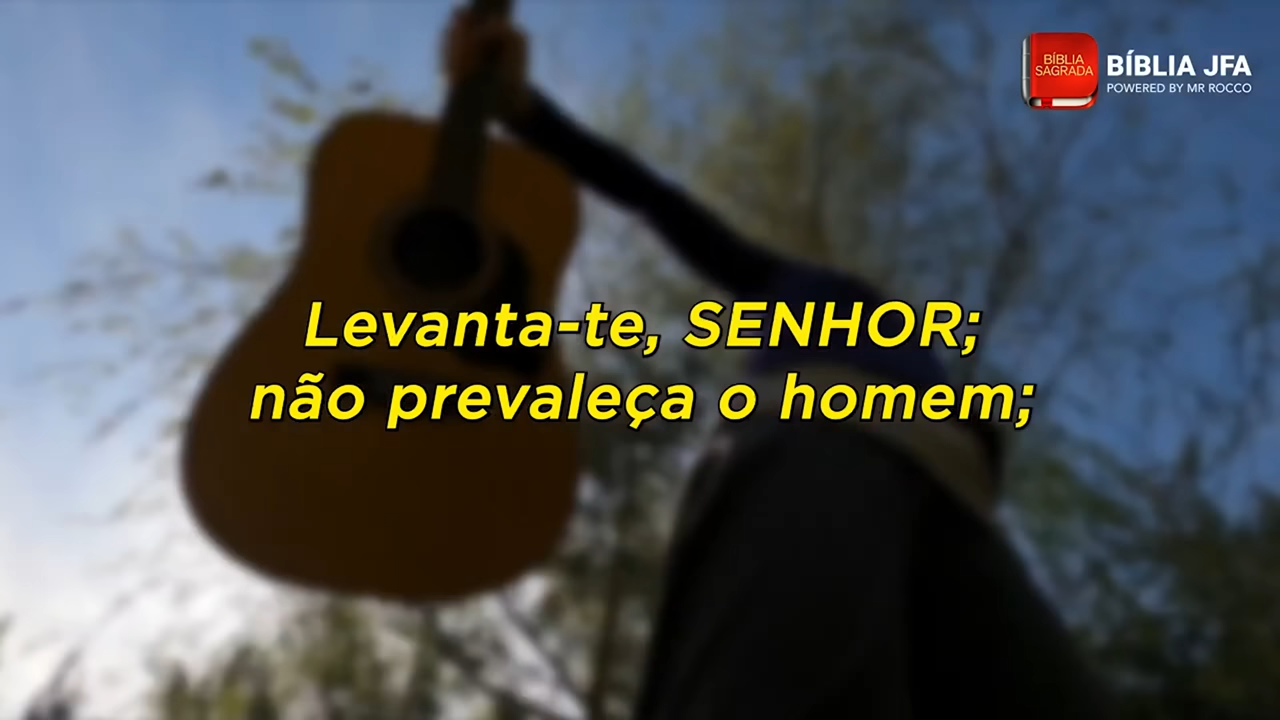 BÍBLIA
SAGRADA
BÍBLIA JFA
POWERED BY MR ROCCO
Levanta-te, SENHOR;
não prevaleça o homem;